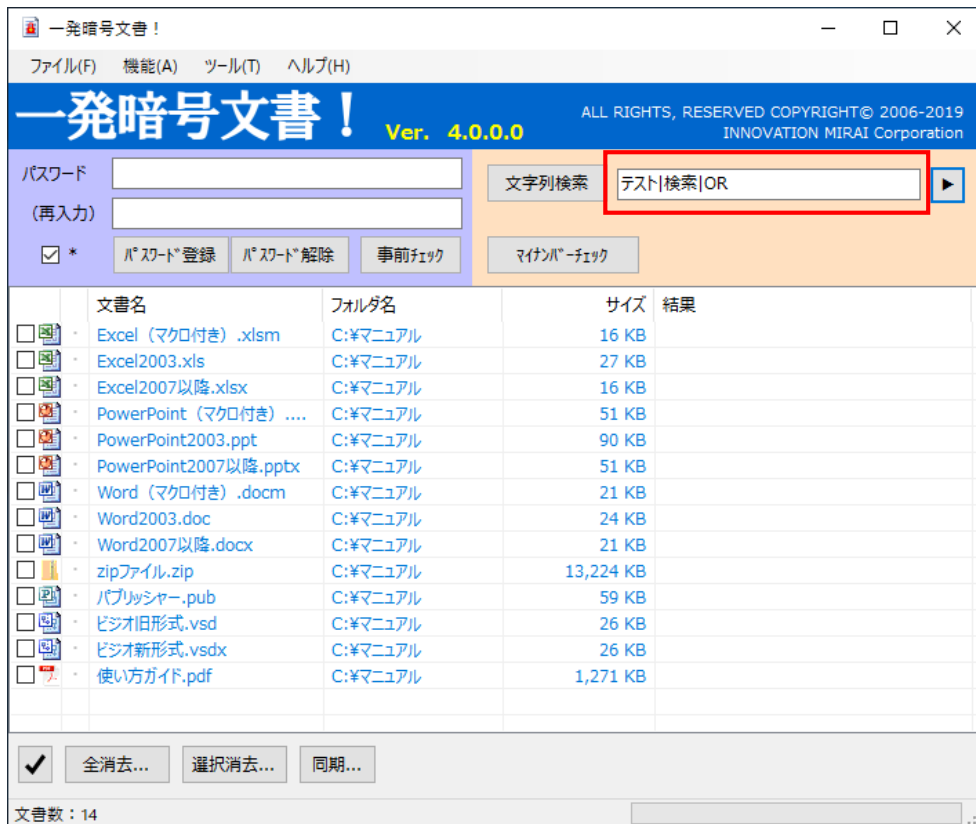 一発暗号文書！
ファイル(F) 機能(A) ツール(T) ヘルプ(H)
一発暗号文書！ Ver. 4.0.0.0
ALL RIGHTS, RESERVED COPYRIGHT© 2006-2019
INNOVATION MIRAI Corporation
パスワード
(再入力)
文字列検索 テスト|検索|OR
* ﾊﾟｽﾜｰﾄﾞ登録 ﾊﾟｽﾜｰﾄﾞ解除 事前ﾁｪｯｸ ﾏｲﾅﾝﾊﾞｰﾁｪｯｸ
文書名 フォルダ名 サイズ 結果
Excel（マクロ付き）.xlsm C:¥マニュアル 16 KB
Excel2003.xls C:¥マニュアル 27 KB
Excel2007以降.xlsx C:¥マニュアル 16 KB
PowerPoint（マクロ付き）.... C:¥マニュアル 51 KB
PowerPoint2003.ppt C:¥マニュアル 90 KB
PowerPoint2007以降.pptx C:¥マニュアル 51 KB
Word（マクロ付き）.docm C:¥マニュアル 21 KB
Word2003.doc C:¥マニュアル 24 KB
Word2007以降.docx C:¥マニュアル 21 KB
zipファイル.zip C:¥マニュアル 13,224 KB
パブリッシャー.pub C:¥マニュアル 59 KB
ビジオ旧形式.vsd C:¥マニュアル 26 KB
ビジオ新形式.vsdx C:¥マニュアル 26 KB
使い方ガイド.pdf C:¥マニュアル 1,271 KB
全消去... 選択消去... 同期...
文書数：14